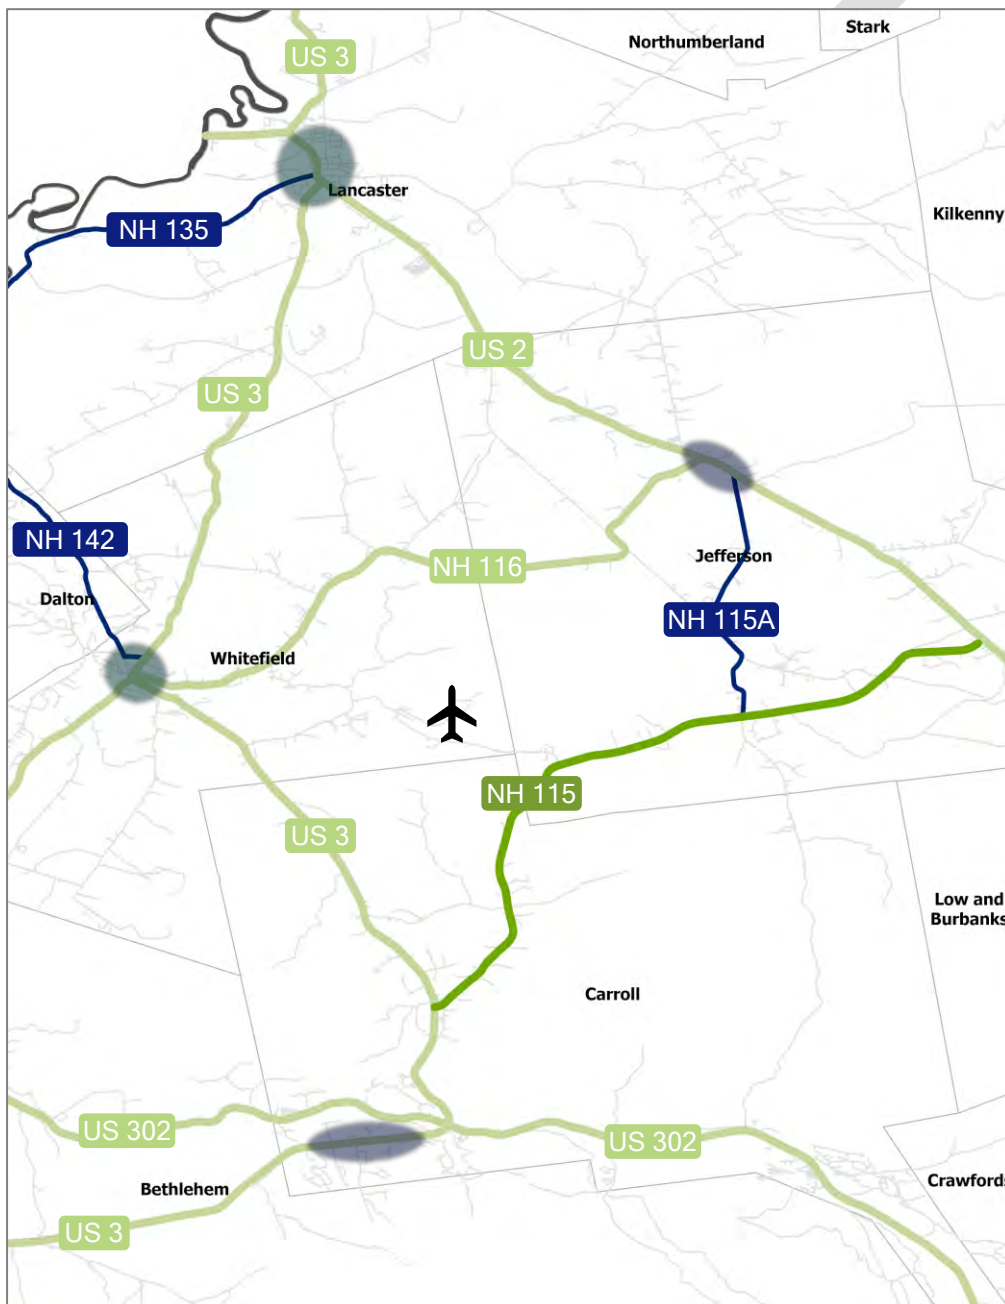 Stark
Northumberland
US 3
Lancaster
Kilkenny
NH 135
US 2
US 3
NH 142
Jefferson
NH 116
Dalton
NH 115A
Whitefield
NH 115
US 3
Low and
Burbanks
Carroll
US 302
US 302
Crawfords
Bethlehem
US 3